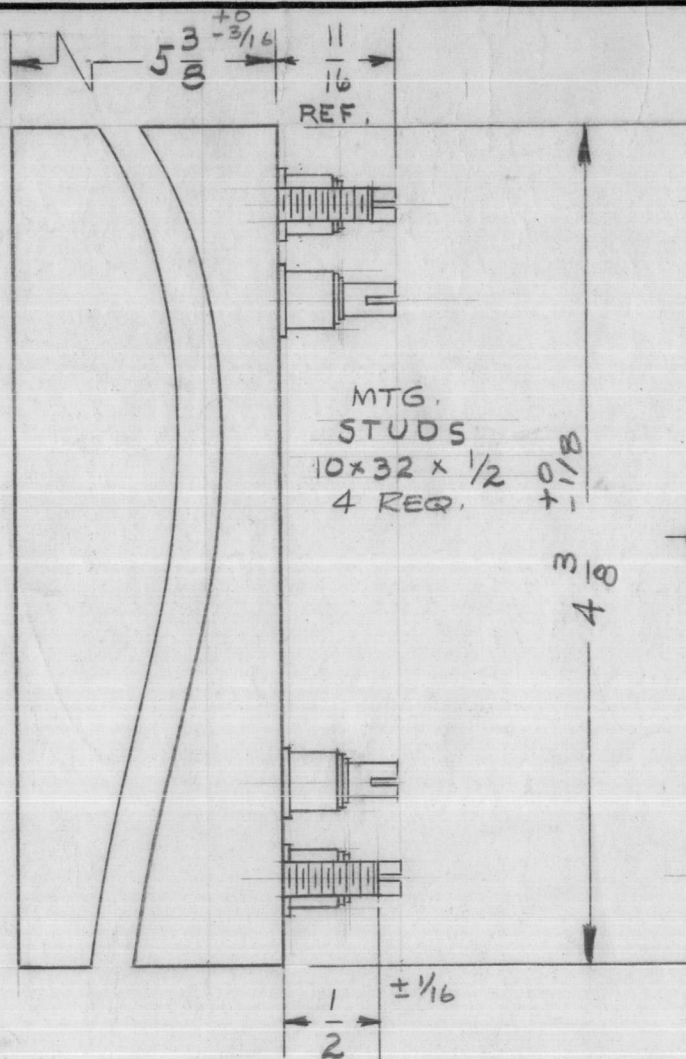 5 3/8 +0 -3/16
11/16
REF.
MTG.
STUDS
10 x 32 x 1/2
4 REQ.
4 3/8 +0 -1/8
1/2 ± 1/16